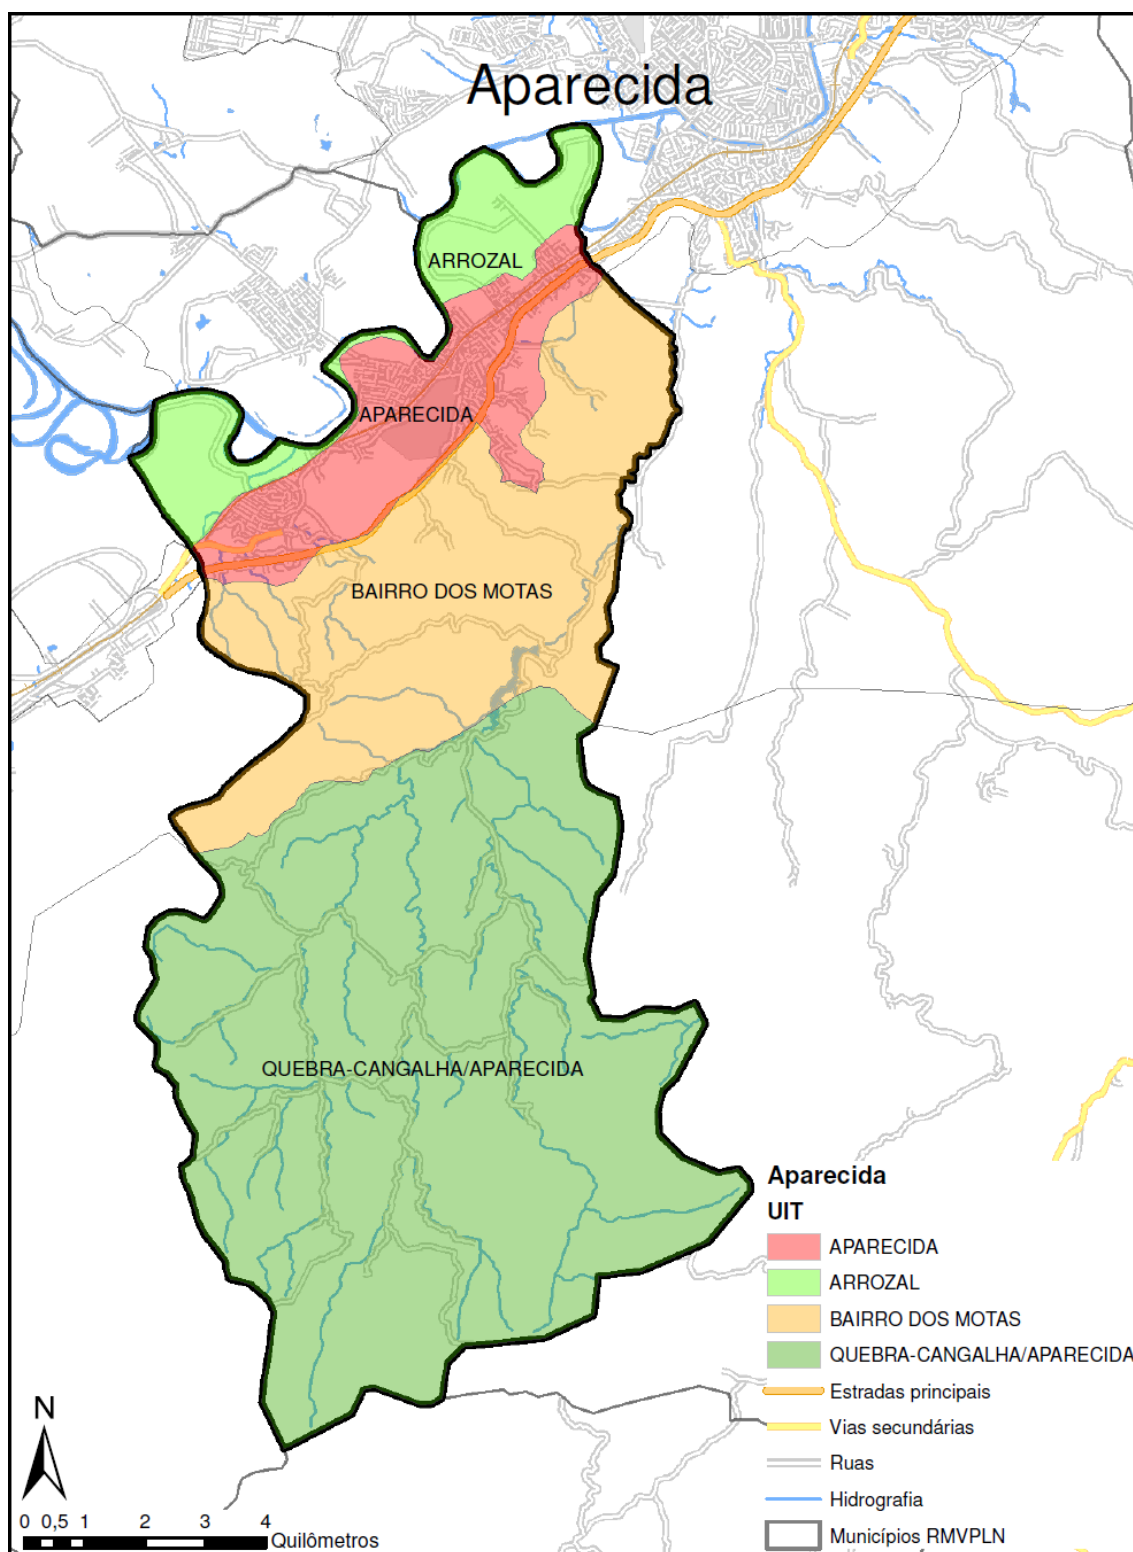 Aparecida
ARROZAL
APARECIDA
BAIRRO DOS MOTAS
QUEBRA-CANGALHA/APARECIDA
Aparecida
UIT
APARECIDA
ARROZAL
BAIRRO DOS MOTAS
QUEBRA-CANGALHA/APARECIDA
Estradas principais
Vias secundárias
Ruas
Hidrografia
Municípios RMVPLN
N
0 0,5 1 2 3 4
Quilômetros